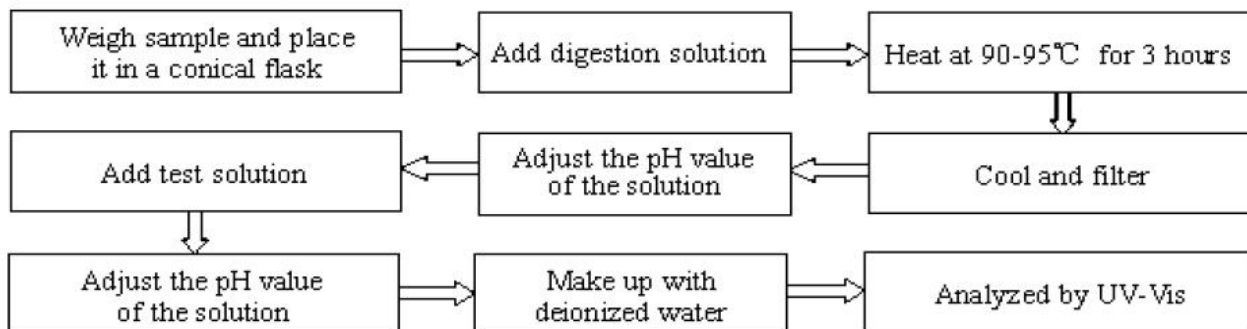 Weigh sample and place
it in a conical flask
Add digestion solution
Heat at 90-95℃ for 3 hours
Cool and filter
Adjust the pH value
of the solution
Add test solution
Adjust the pH value
of the solution
Make up with
deionized water
Analyzed by UV-Vis